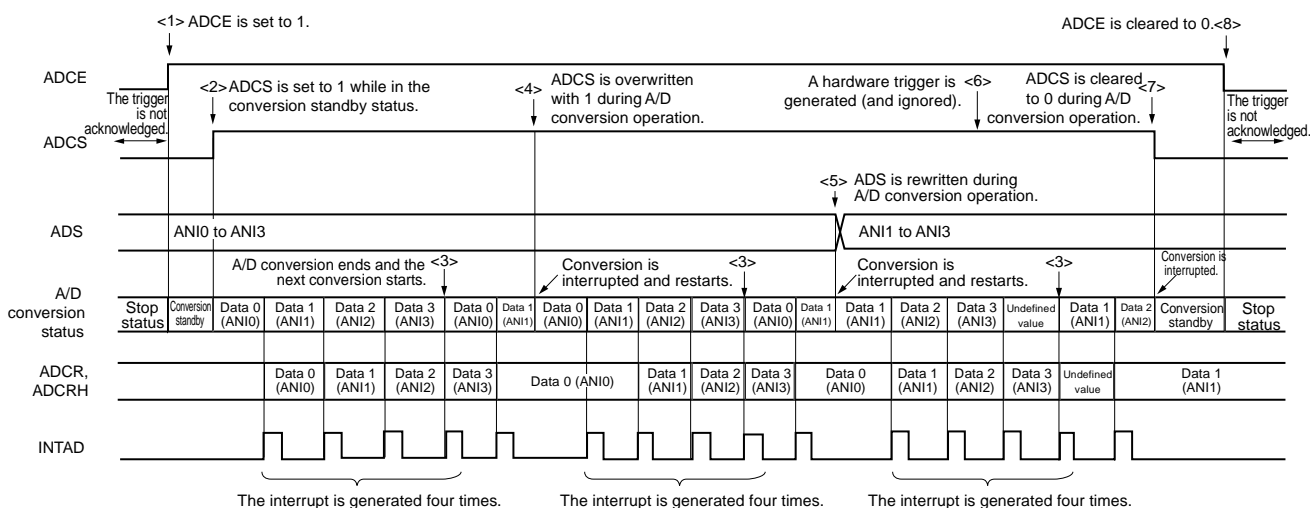 <1> ADCE is set to 1.
ADCE is cleared to 0.<8>
ADCE
The trigger
is not
acknowledged.
<2> ADCS is set to 1 while in the
conversion standby status.
<4> ADCS is overwritten
with 1 during A/D
conversion operation.
A hardware trigger is <6>
generated (and ignored).
ADCS is cleared <7>
to 0 during A/D
conversion operation.
The trigger
is not
acknowledged.
ADCS
<5> ADS is rewritten during
A/D conversion operation.
ADS
ANI0 to ANI3
ANI1 to ANI3
A/D conversion ends and the <3>
next conversion starts.
Conversion is
interrupted and restarts.
<3>
Conversion is
interrupted and restarts.
<3>
Conversion is
interrupted.
A/D
conversion
status
Stop
status
Conversion
standby
Data 0
(ANI0)
Data 1
(ANI1)
Data 2
(ANI2)
Data 3
(ANI3)
Data 0
(ANI0)
Data 1
(ANI1)
Data 0
(ANI0)
Data 1
(ANI1)
Data 2
(ANI2)
Data 3
(ANI3)
Data 0
(ANI0)
Data 1
(ANI1)
Data 1
(ANI1)
Data 2
(ANI2)
Data 3
(ANI3)
Undefined
value
Data 1
(ANI1)
Data 2
(ANI2)
Conversion
standby
Stop
status
ADCR,
ADCRH
Data 0
(ANI0)
Data 1
(ANI1)
Data 2
(ANI2)
Data 3
(ANI3)
Data 0 (ANI0)
Data 1
(ANI1)
Data 2
(ANI2)
Data 3
(ANI3)
Data 0
(ANI0)
Data 1
(ANI1)
Data 2
(ANI2)
Data 3
(ANI3)
Undefined
value
Data 1
(ANI1)
INTAD
The interrupt is generated four times.
The interrupt is generated four times.
The interrupt is generated four times.